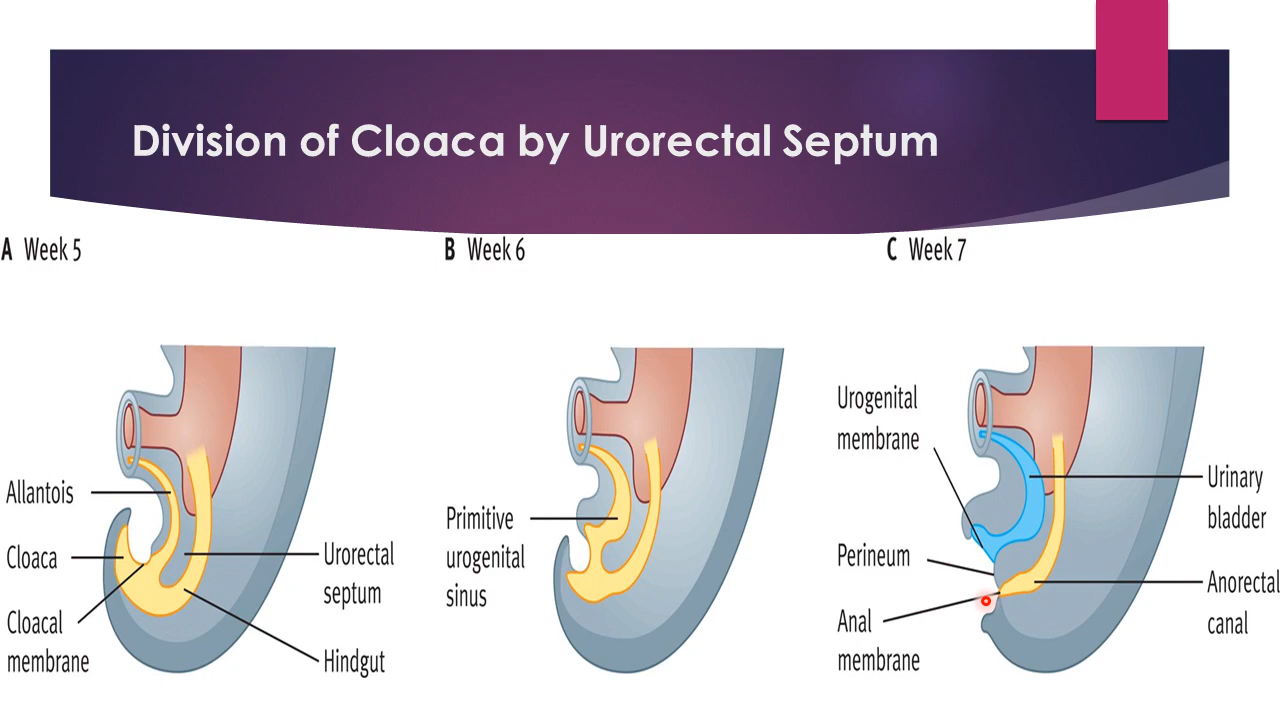 Division of Cloaca by Urorectal Septum
A Week 5
B Week 6
C Week 7
Allantois
Cloaca
Cloacal
membrane
Urorectal
septum
Hindgut
Primitive
urogenital
sinus
Urogenital
membrane
Perineum
Anal
membrane
Urinary
bladder
Anorectal
canal